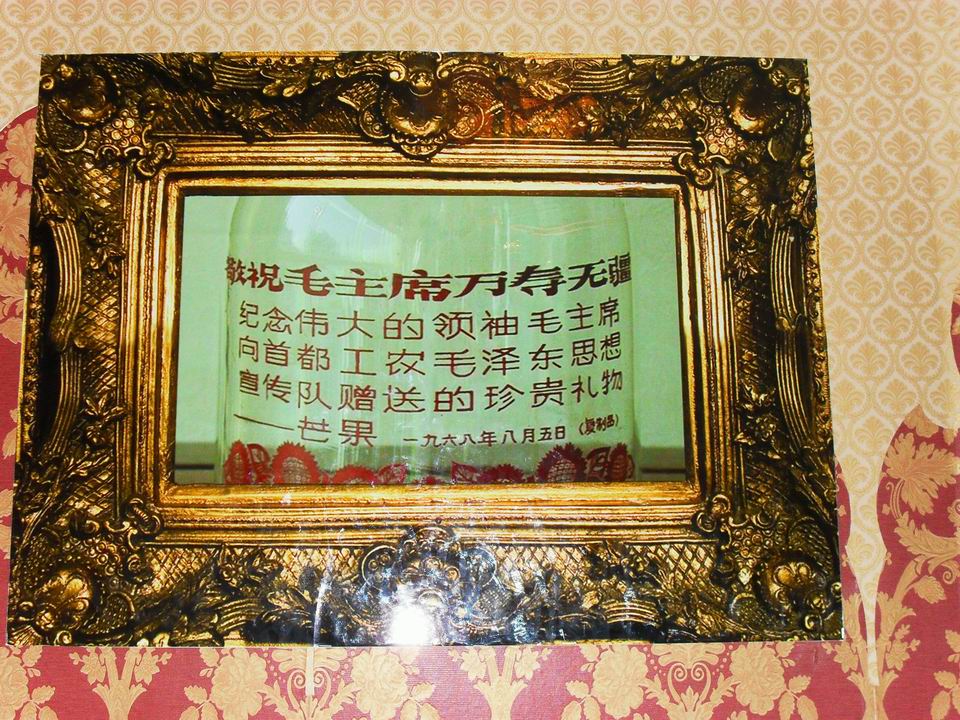 敬祝毛主席万寿无疆
纪念伟大的领袖毛主席
向首都工农毛泽东思想
宣传队赠送的珍贵礼物
——芒果 一九六八年八月五日 (复制品)